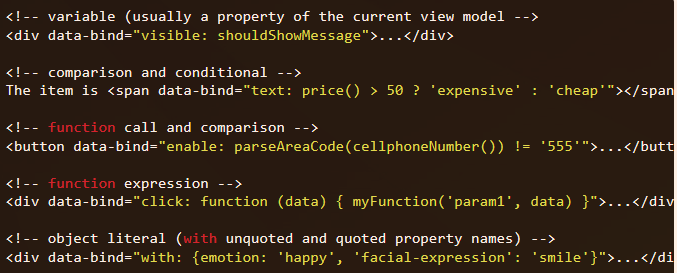 <!-- variable (usually a property of the current view model -->
<div data-bind="visible: shouldShowMessage">...</div>
<!-- comparison and conditional -->
The item is <span data-bind="text: price() > 50 ? 'expensive' : 'cheap'"></span
<!-- function call and comparison -->
<button data-bind="enable: parseAreaCode(cellphoneNumber()) != '555'">...</butt
<!-- function expression -->
<div data-bind="click: function (data) { myFunction('param1', data) }">...</div
<!-- object literal (with unquoted and quoted property names) -->
<div data-bind="with: {emotion: 'happy', 'facial-expression': 'smile'}">...</di